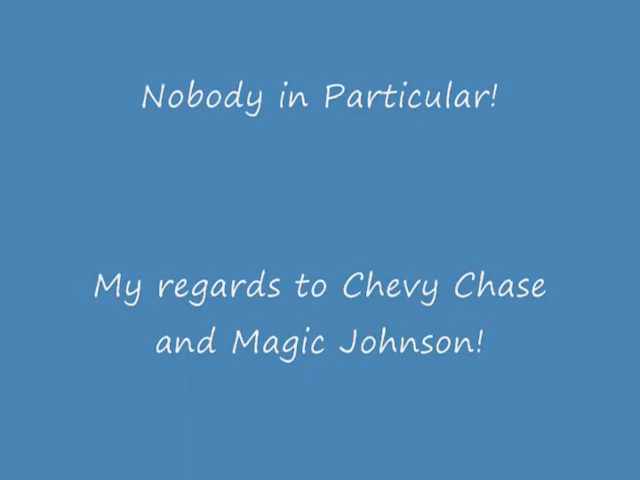 Nobody in Particular!
My regards to Chevy Chase
and Magic Johnson!